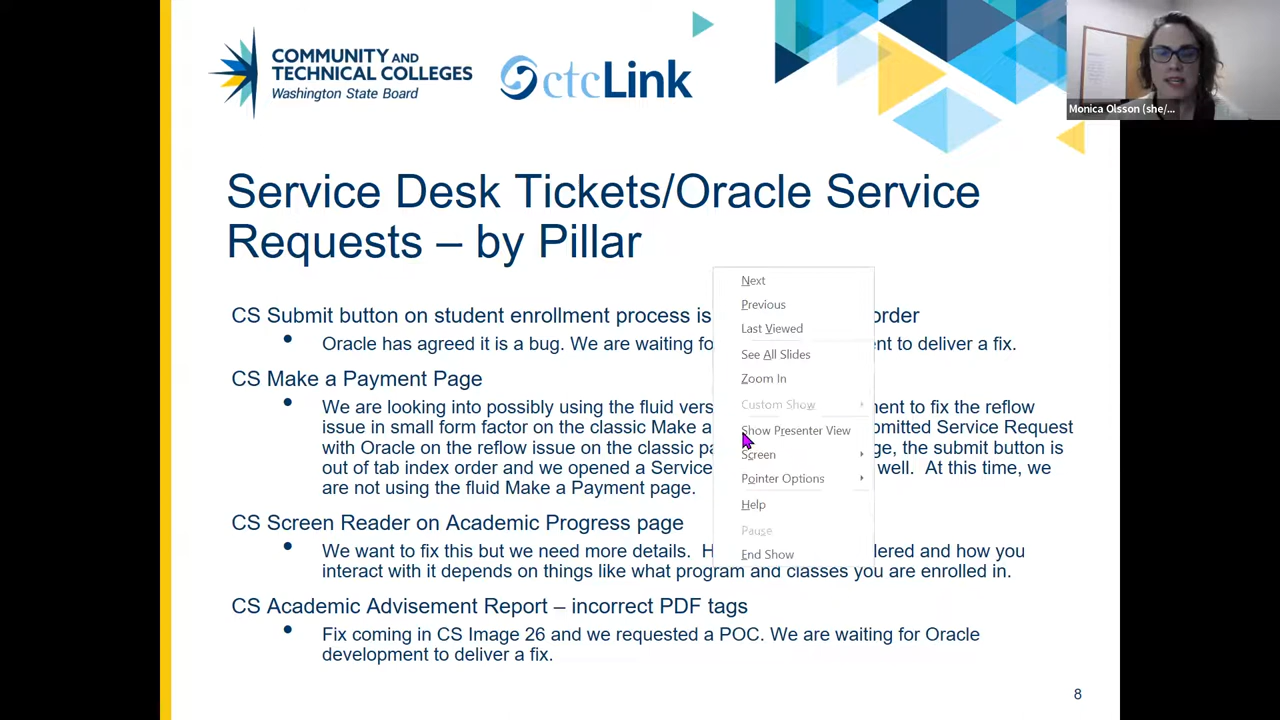 COMMUNITY AND
TECHNICAL COLLEGES
Washington State Board
ctcLink
Monica Olsson (she/...
Service Desk Tickets/Oracle Service
Requests – by Pillar
CS Submit button on student enrollment process is order
• Oracle has agreed it is a bug. We are waiting fo nt to deliver a fix.
CS Make a Payment Page
• We are looking into possibly using the fluid vers ment to fix the reflow
issue in small form factor on the classic Make a omitted Service Request
with Oracle on the reflow issue on the classic pa ge, the submit button is
out of tab index order and we opened a Service well. At this time, we
are not using the fluid Make a Payment page.
CS Screen Reader on Academic Progress page
• We want to fix this but we need more details. H dered and how you
interact with it depends on things like what program and classes you are enrolled in.
CS Academic Advisement Report – incorrect PDF tags
• Fix coming in CS Image 26 and we requested a POC. We are waiting for Oracle
development to deliver a fix.
Next
Previous
Last Viewed
See All Slides
Zoom In
Custom Show
Show Presenter View
Screen
Pointer Options
Help
Pause
End Show
8